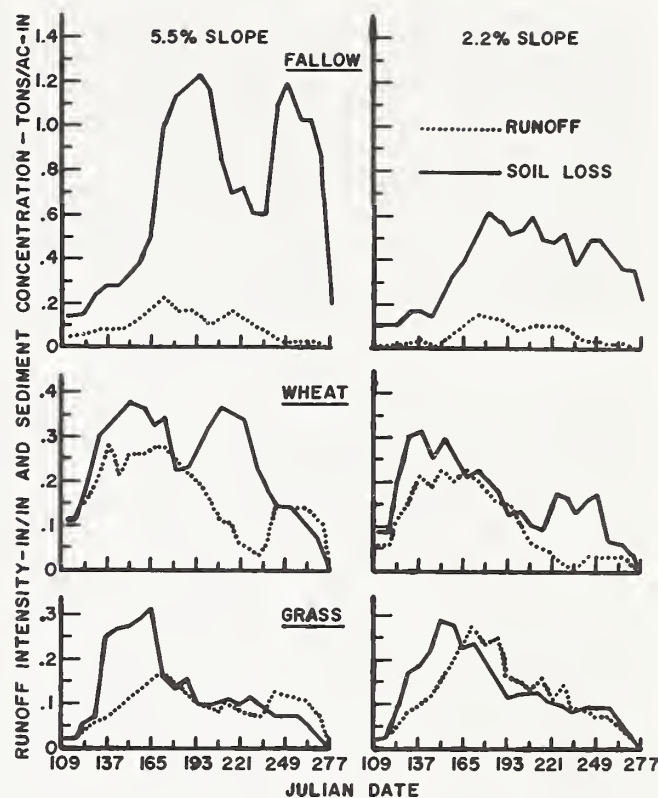 RUNOFF INTENSITY-IN/IN AND SEDIMENT CONCENTRATION - TONS/AC-IN
5.5% SLOPE
2.2% SLOPE
FALLOW
RUNOFF
SOIL LOSS
1.4
1.2
1.0
.8
.6
.4
.2
0
WHEAT
.4
.3
.2
.1
0
GRASS
.3
.2
.1
0
109 137 165 193 221 249 277 109 137 165 193 221 249 277
JULIAN DATE